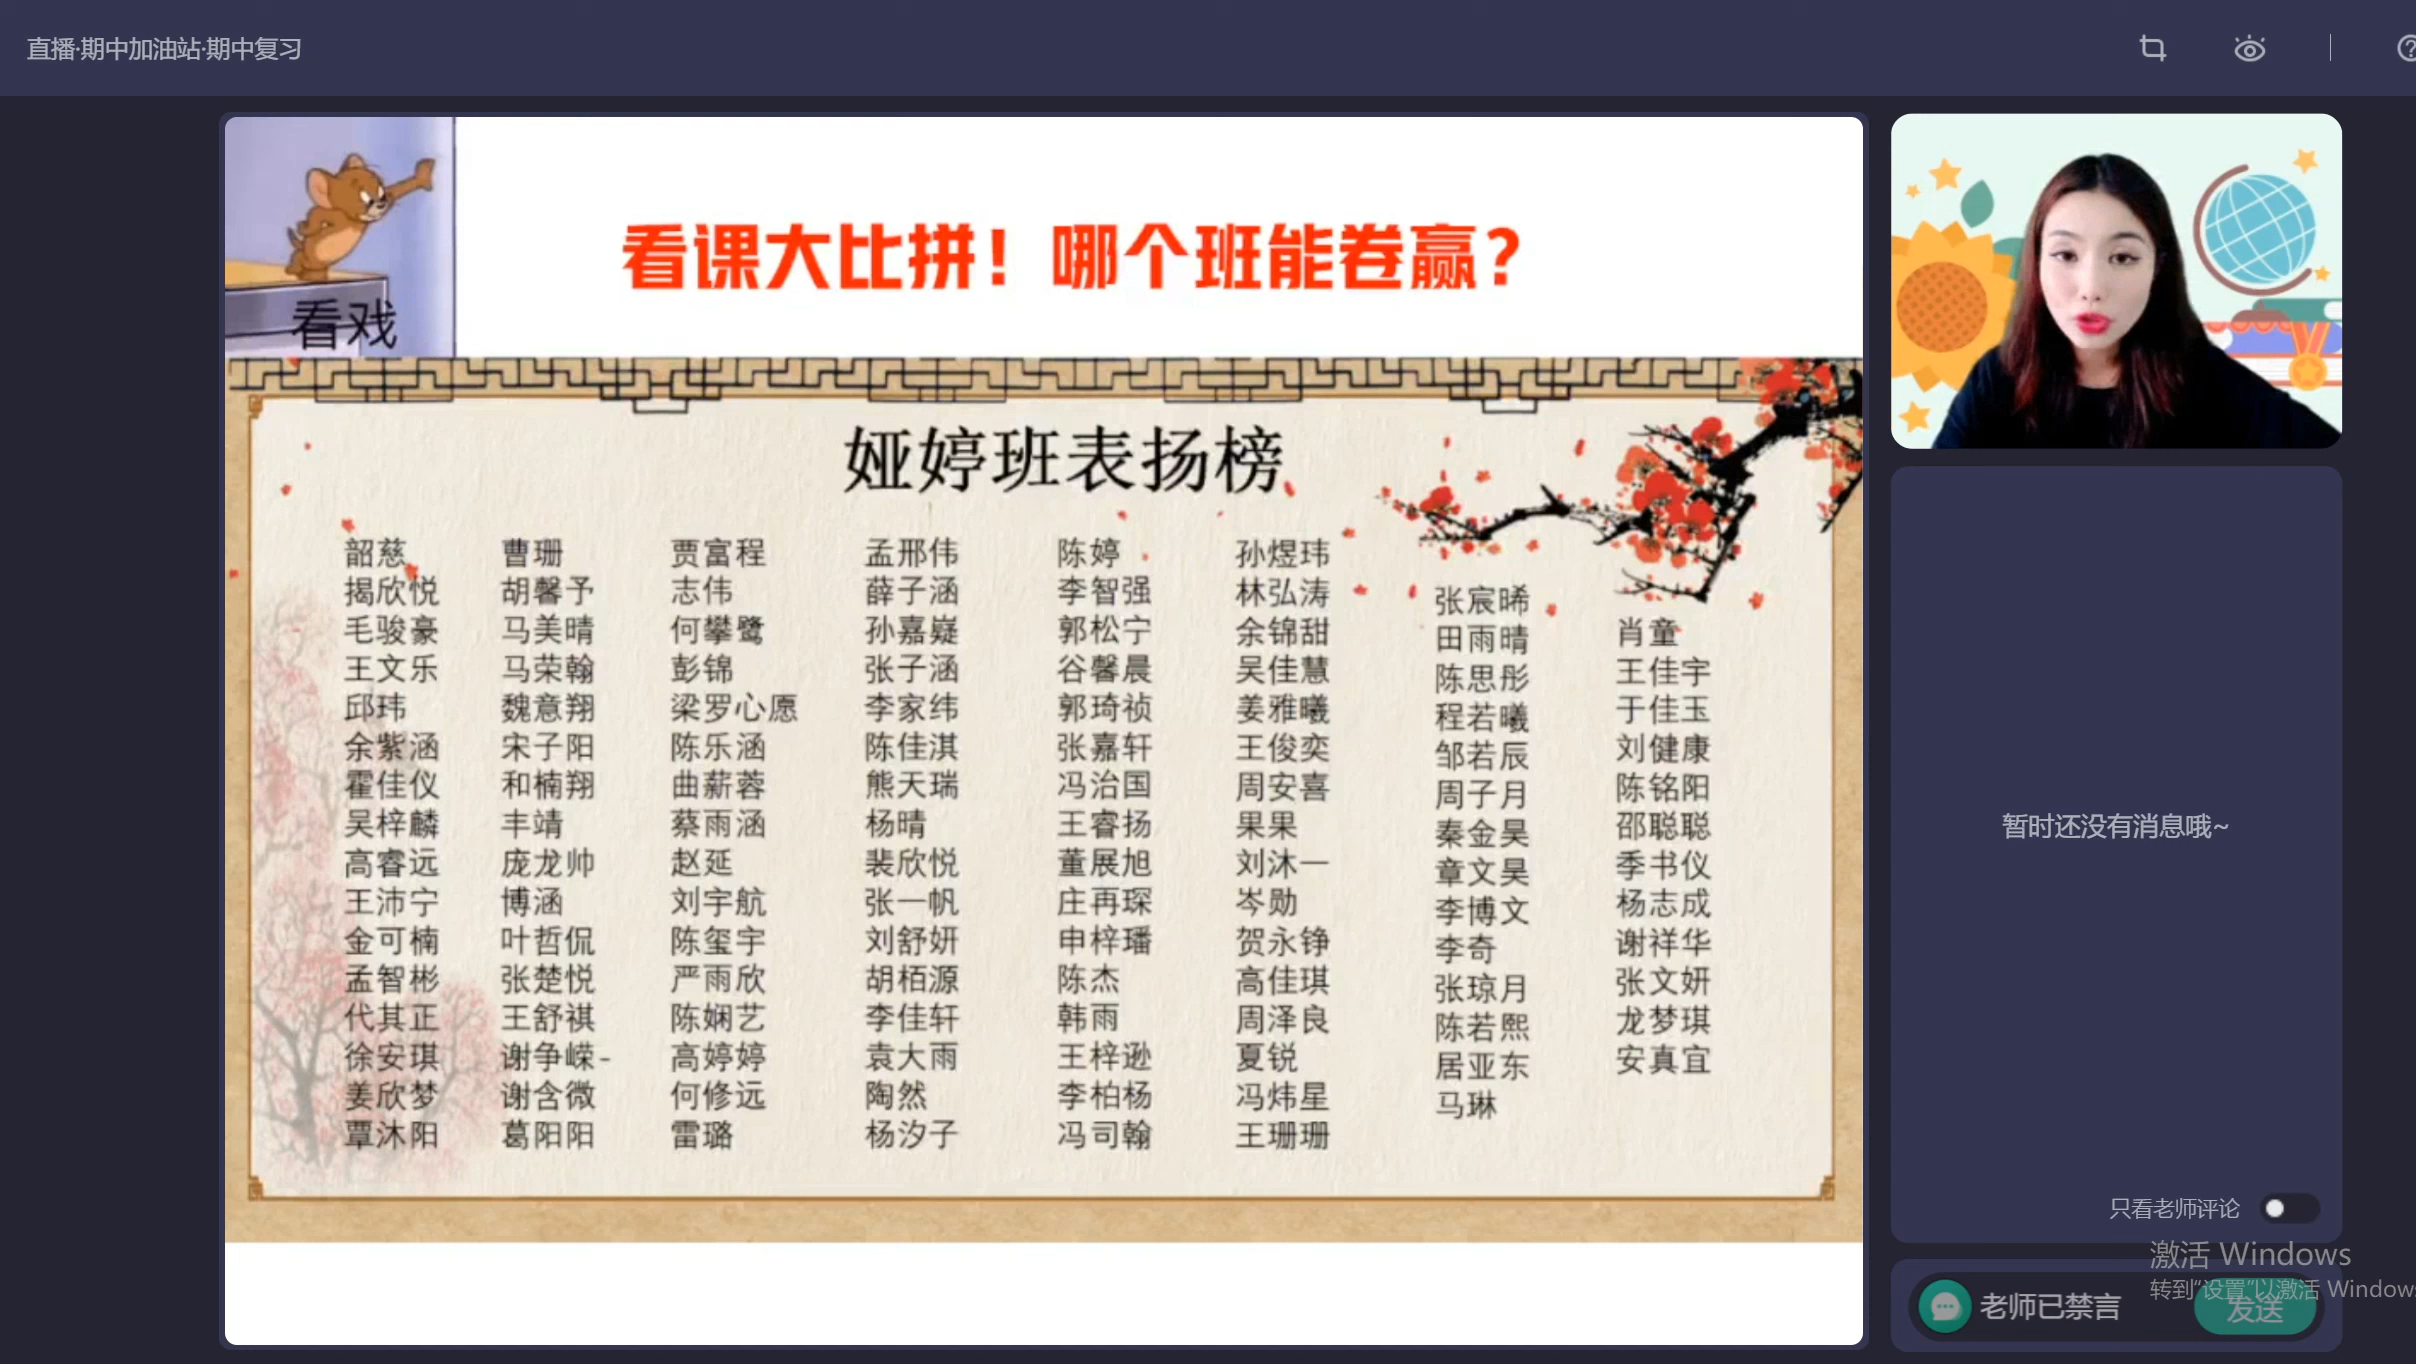 直播·期中加油站·期中复习
看课大比拼！哪个班能卷赢？
看戏
娅婷班表扬榜
韶慈
揭欣悦
毛骏豪
王文乐
邱玮
余紫涵
霍佳仪
吴梓麟
高睿远
王沛宁
金可楠
孟智彬
代其正
徐安琪
姜欣梦
覃沐阳
曹珊
胡馨予
马美晴
马荣翰
魏意翔
宋子阳
和楠翔
丰靖
庞龙帅
博涵
叶哲侃
张楚悦
王舒祺
谢争嵘-
谢含微
葛阳阳
贾富程
志伟
何攀鹭
彭锦
梁罗心愿
陈乐涵
曲薪蓉
蔡雨涵
赵延
刘宇航
陈玺宇
严雨欣
陈娴艺
高婷婷
何修远
雷璐
孟邢伟
薛子涵
孙嘉嶷
张子涵
李家纬
陈佳淇
熊天瑞
杨晴
裴欣悦
张一帆
刘舒妍
胡栢源
李佳轩
袁大雨
陶然
杨汐子
陈婷
李智强
郭松宁
谷馨晨
郭琦祯
张嘉轩
冯治国
王睿扬
董展旭
庄再琛
申梓璠
陈杰
韩雨
王梓逊
李柏杨
冯司翰
孙煜玮
林弘涛
余锦甜
吴佳慧
姜雅曦
王俊奕
周安喜
果果
刘沐一
岑勋
贺永铮
高佳琪
周泽良
夏锐
冯炜星
王珊珊
张宸晞
田雨晴
陈思彤
程若曦
邹若辰
周子月
秦金昊
章文昊
李博文
李奇
张琼月
陈若熙
居亚东
马琳
肖童
王佳宇
于佳玉
刘健康
陈铭阳
邵聪聪
季书仪
杨志成
谢祥华
张文妍
龙梦琪
安真宜
暂时还没有消息哦~
只看老师评论
激活 Windows
转到"设置"以激活 Windows
老师已禁言
发送